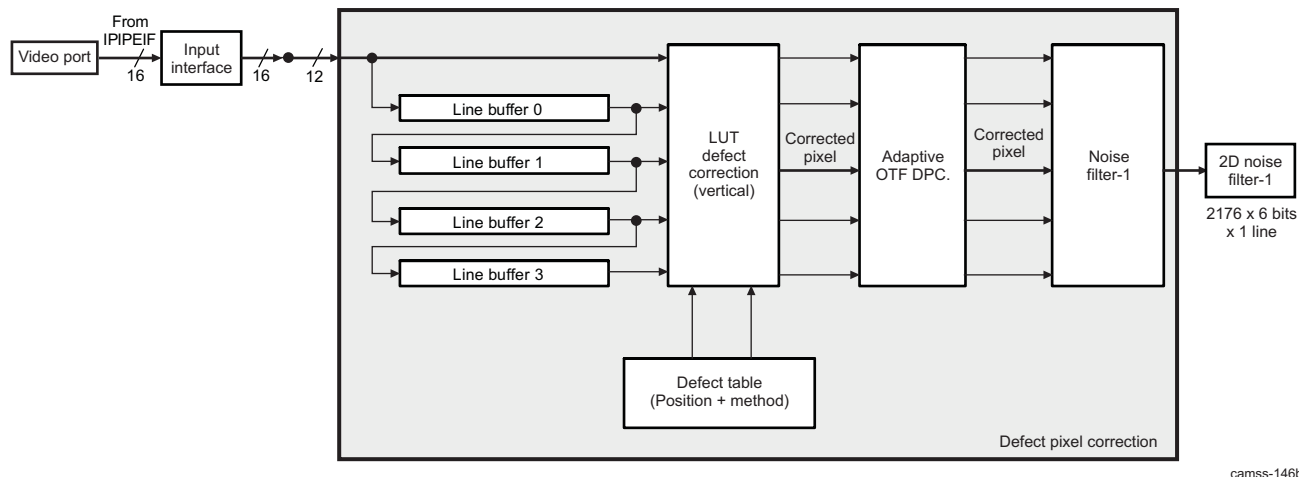 From
IPIPEIF
Video port
16
Input
interface
16
12
Line buffer 0
Line buffer 1
Line buffer 2
Line buffer 3
LUT
defect
correction
(vertical)
Corrected
pixel
Adaptive
OTF DPC.
Corrected
pixel
Noise
filter-1
2D noise
filter-1
2176 x 6 bits
x 1 line
Defect table
(Position + method)
Defect pixel correction